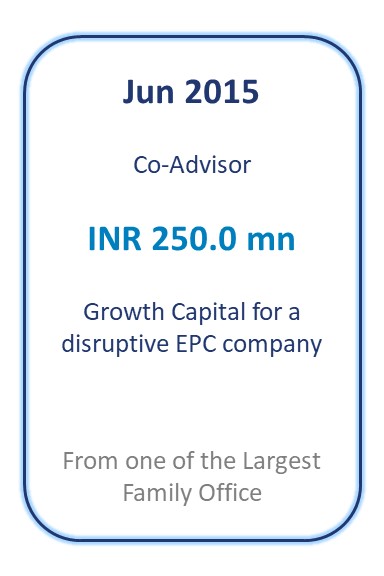 Jun 2015
Co-Advisor
INR 250.0 mn
Growth Capital for a
disruptive EPC company
From one of the Largest
Family Office